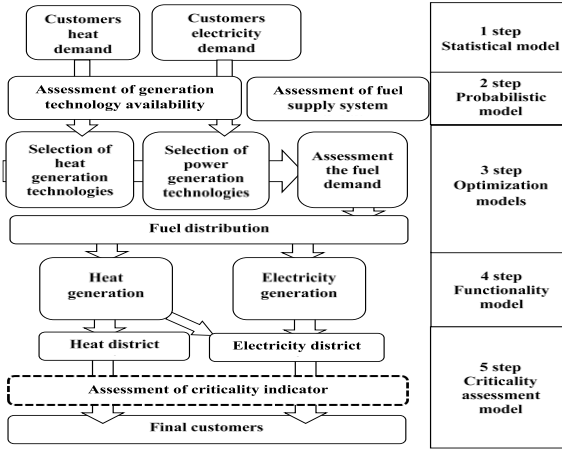 Customers
heat
demand
Customers
electricity
demand
1 step
Statistical model
Assessment of generation
technology availability
Assessment of fuel
supply system
2 step
Probabilistic
model
Selection of
heat
generation
technologies
Selection of
power
generation
technologies
Assessment
the fuel
demand
3 step
Optimization
models
Fuel distribution
Heat
generation
Electricity
generation
4 step
Functionality
model
Heat district
Electricity district
Assessment of criticality indicator
Final customers
5 step
Criticality
assessment
model